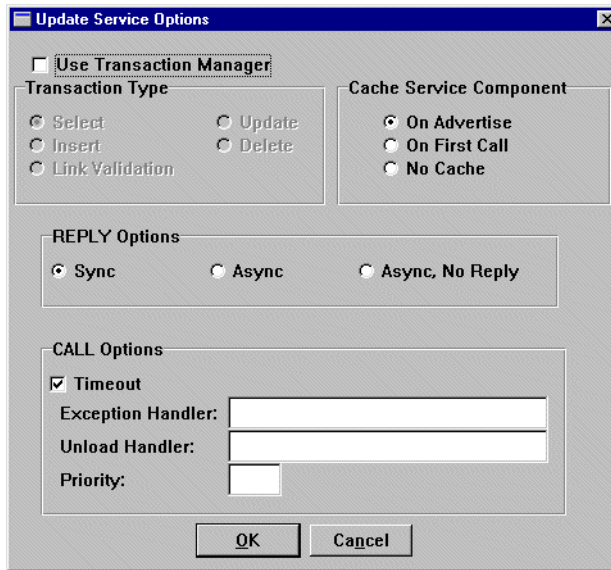 Update Service Options
Use Transaction Manager
Transaction Type
Select
Update
Insert
Delete
Link Validation
Cache Service Component
On Advertise
On First Call
No Cache
REPLY Options
Sync
Async
Async, No Reply
CALL Options
Timeout
Exception Handler:
Unload Handler:
Priority:
OK
Cancel